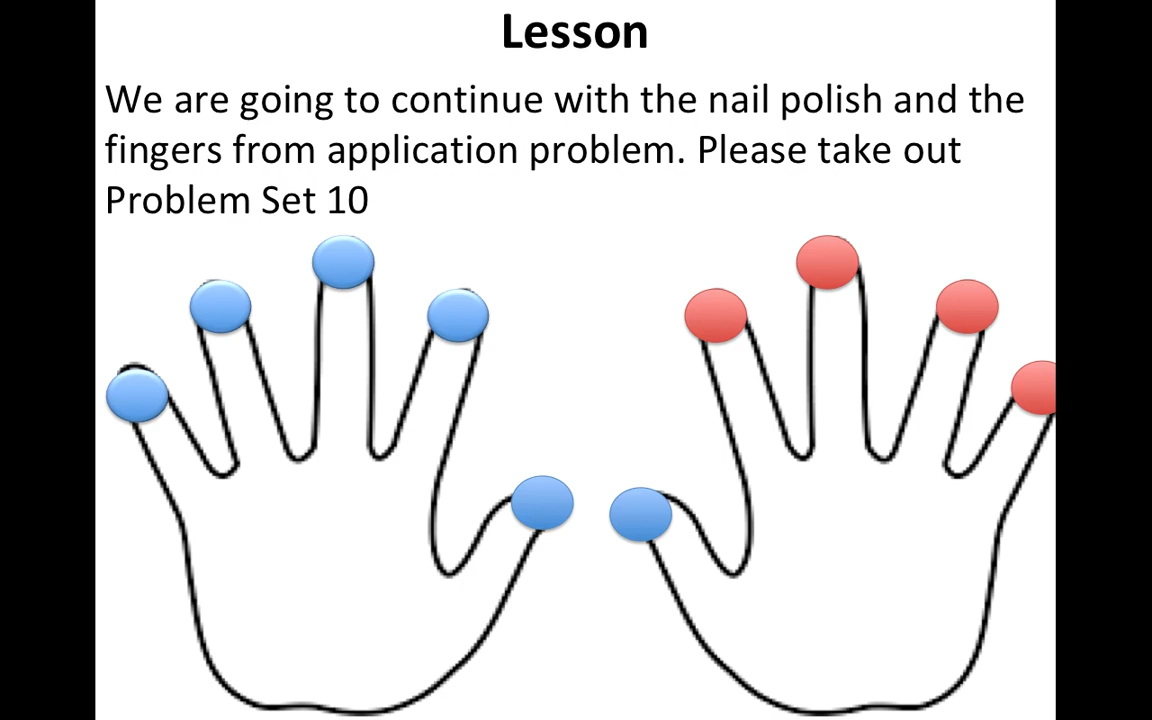 Lesson
We are going to continue with the nail polish and the
fingers from application problem. Please take out
Problem Set 10